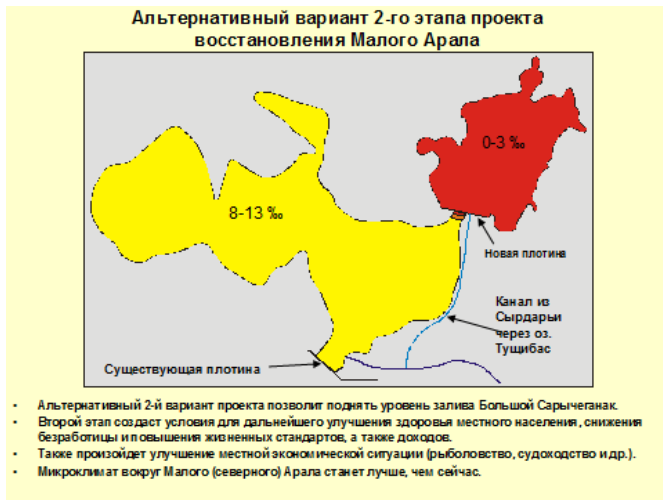 Альтернативный вариант 2-го этапа проекта
восстановления Малого Арала
0-3 ‰
8-13 ‰
Новая плотина
Канал из
Сырдарьи
через оз.
Тущибас
Существующая плотина
• Альтернативный 2-й вариант проекта позволит поднять уровень залива Большой Сарычеганак.
• Второй этап создаст условия для дальнейшего улучшения здоровья местного населения, снижения
безработицы и повышения жизненных стандартов, а также доходов.
• Также произойдет улучшение местной экономической ситуации (рыболовство, судоходство и др.).
• Микроклимат вокруг Малого (северного) Арала станет лучше, чем сейчас.